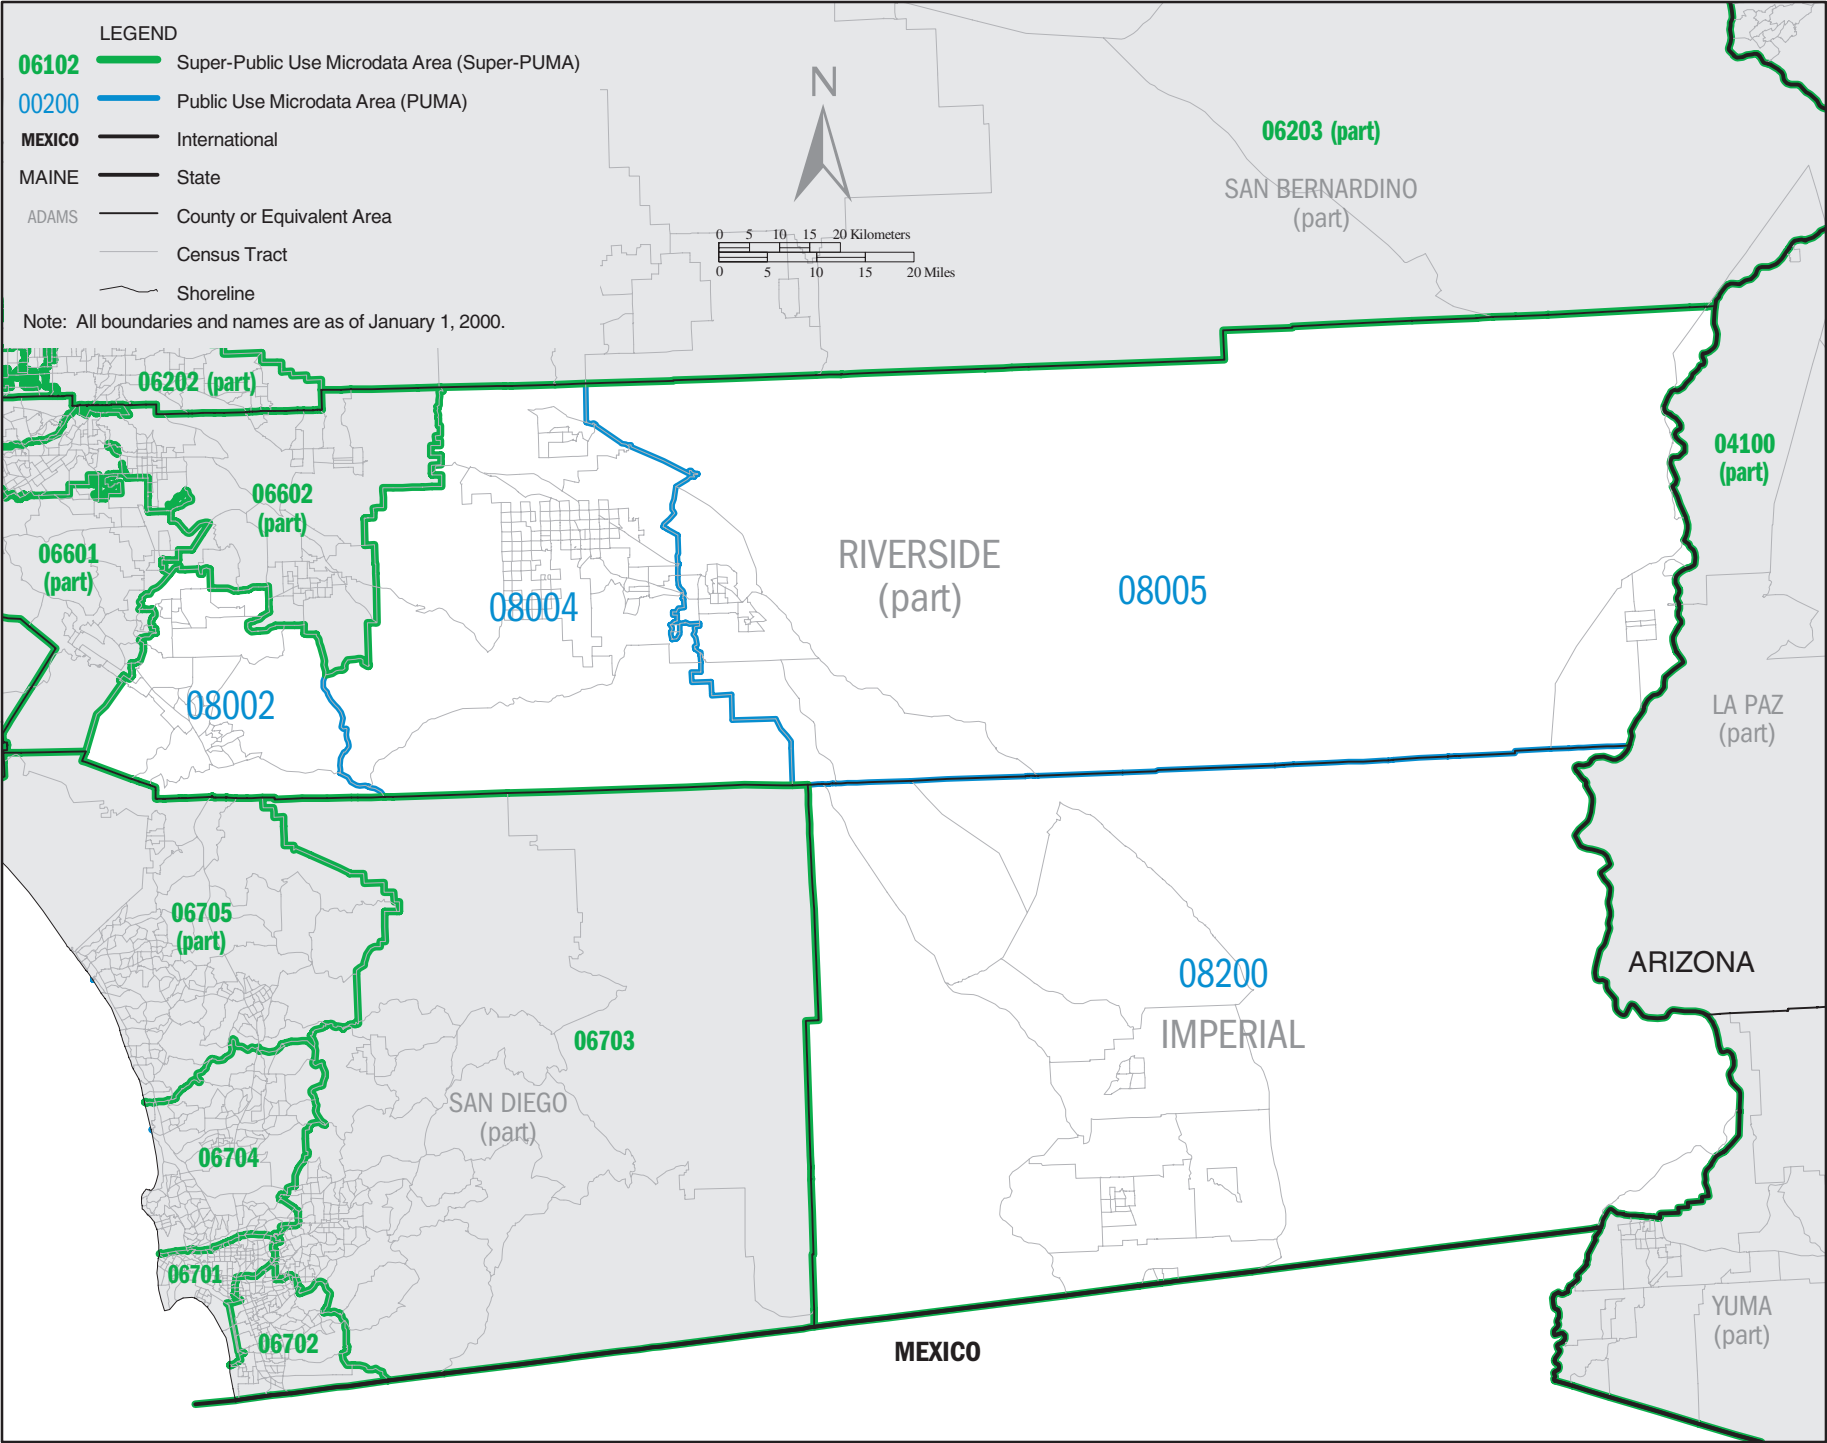 LEGEND
06102 Super-Public Use Microdata Area (Super-PUMA)
00200 Public Use Microdata Area (PUMA)
MEXICO International
MAINE State
ADAMS County or Equivalent Area
Census Tract
Shoreline
Note: All boundaries and names are as of January 1, 2000.
N
0 5 10 15 20 Kilometers
0 5 10 15 20 Miles
06203 (part)
SAN BERNARDINO
(part)
06202 (part)
04100
(part)
06602
(part)
06601
(part)
RIVERSIDE
(part)
08004
08005
08002
LA PAZ
(part)
06705
(part)
ARIZONA
08200
IMPERIAL
06703
SAN DIEGO
(part)
06704
06701
06702
MEXICO
YUMA
(part)